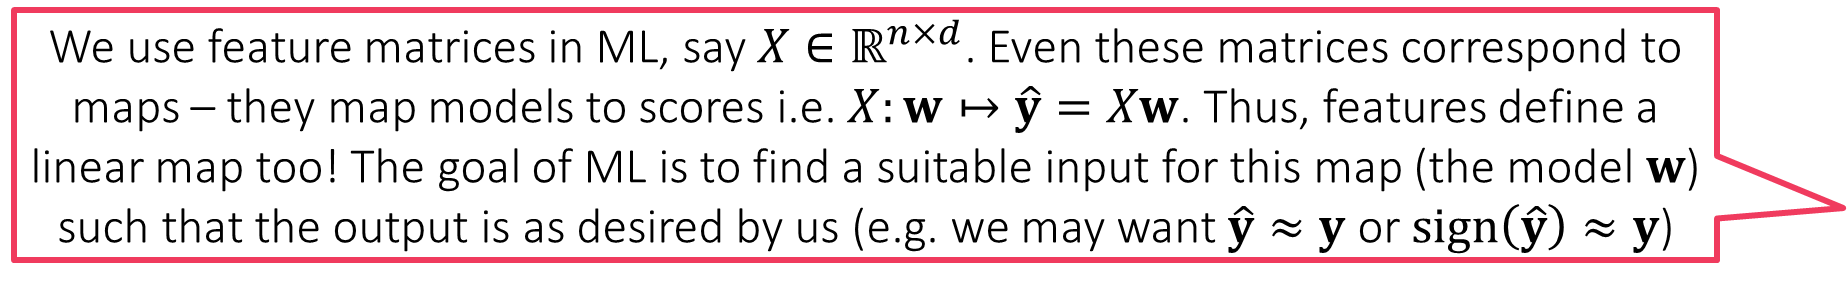 We use feature matrices in ML, say 𝑋 ∈ ℝⁿˣᵈ. Even these matrices correspond to
maps – they map models to scores i.e. 𝑋: 𝐰 ↦ 𝐲̂ = 𝑋𝐰. Thus, features define a
linear map too! The goal of ML is to find a suitable input for this map (the model 𝐰)
such that the output is as desired by us (e.g. we may want 𝐲̂ ≈ 𝐲 or sign(𝐲̂) ≈ 𝐲)